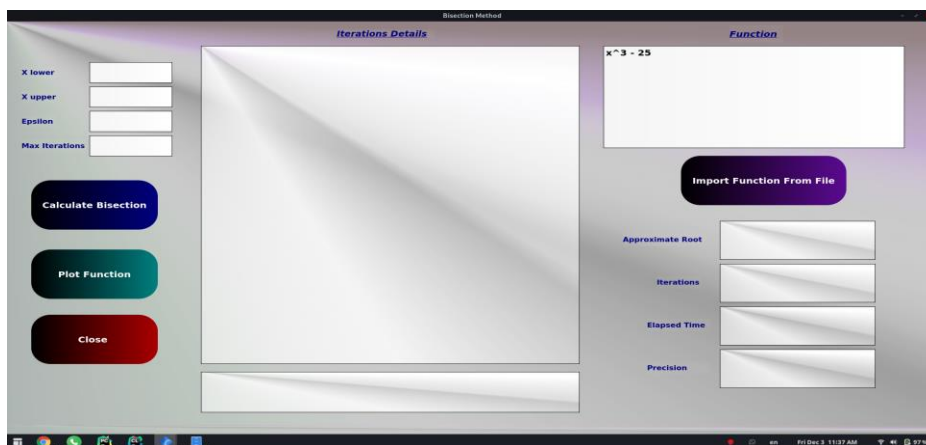 Bisection Method
Iterations Details
Function
X lower
X upper
Epsilon
Max Iterations
x^3 - 25
Calculate Bisection
Plot Function
Close
Import Function From File
Approximate Root
Iterations
Elapsed Time
Precision
en Fri Dec 3 11:37 AM 97%